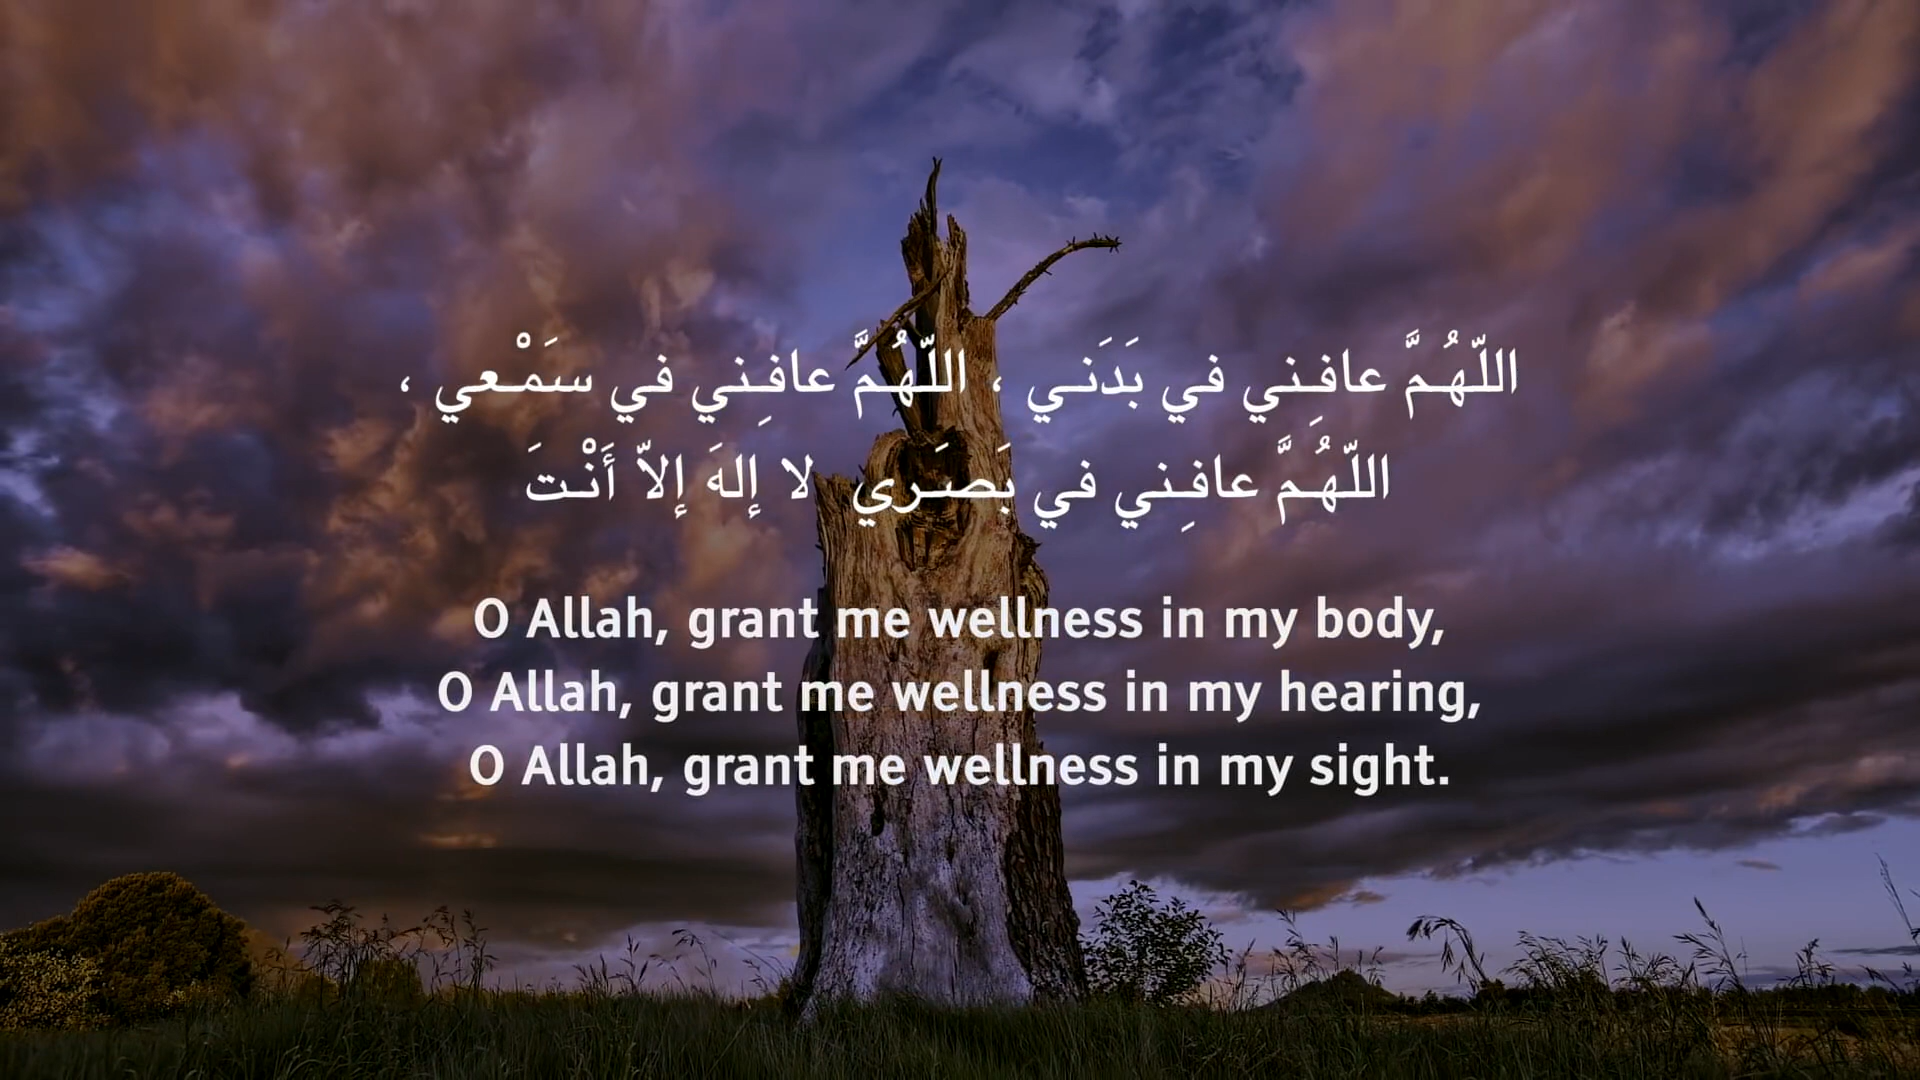 اللّهُـمَّ عافِـني في بَدَنـي ، اللّهُـمَّ عافِـني في سَمْـعي ،
اللّهُـمَّ عافِـني في بَصَـري لا إلهَ إلاّ أَنْـتَ
O Allah, grant me wellness in my body,
O Allah, grant me wellness in my hearing,
O Allah, grant me wellness in my sight.